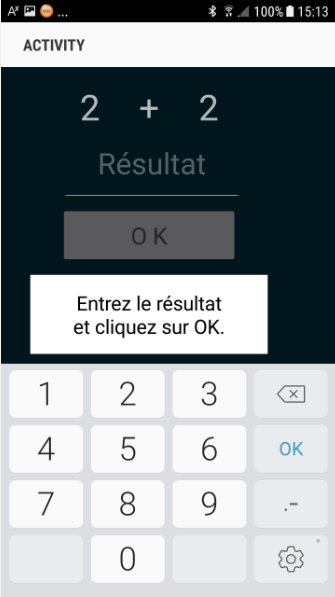 100% 15:13
ACTIVITY
2 + 2
Résultat
OK
Entrez le résultat
et cliquez sur OK.
1 2 3
4 5 6 OK
7 8 9 .-
0